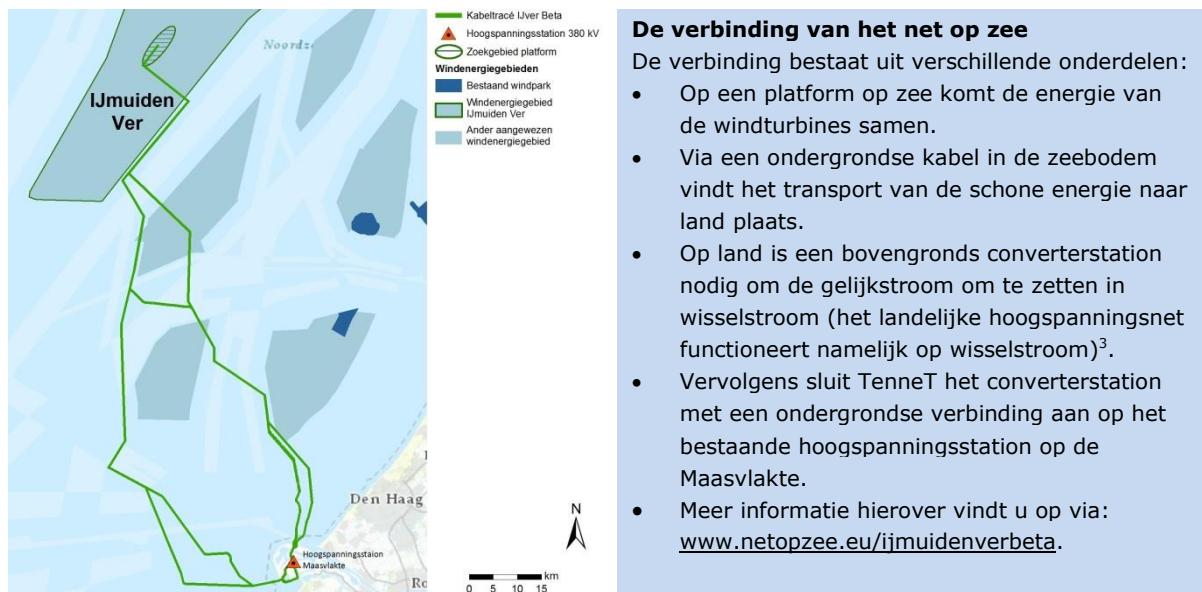 Noordz
IJmuiden
Ver
Den Haag
Hoogspanningsstaion
Maasvlakte
Ro
Kabeltracé IJver Beta
Hoogspanningsstation 380 kV
Zoekgebied platform
Windenergiegebieden
Bestaand windpark
Windenergiegebied
IJmuiden Ver
Ander aangewezen
windenergiegebied
N
km
0 5 10 15
De verbinding van het net op zee
De verbinding bestaat uit verschillende onderdelen:
• Op een platform op zee komt de energie van
de windturbines samen.
• Via een ondergrondse kabel in de zeebodem
vindt het transport van de schone energie naar
land plaats.
• Op land is een bovengronds converterstation
nodig om de gelijkstroom om te zetten in
wisselstroom (het landelijke hoogspanningsnet
functioneert namelijk op wisselstroom)³.
• Vervolgens sluit TenneT het converterstation
met een ondergrondse verbinding aan op het
bestaande hoogspanningsstation op de
Maasvlakte.
• Meer informatie hierover vindt u op via:
www.netopzee.eu/ijmuidenverbeta.